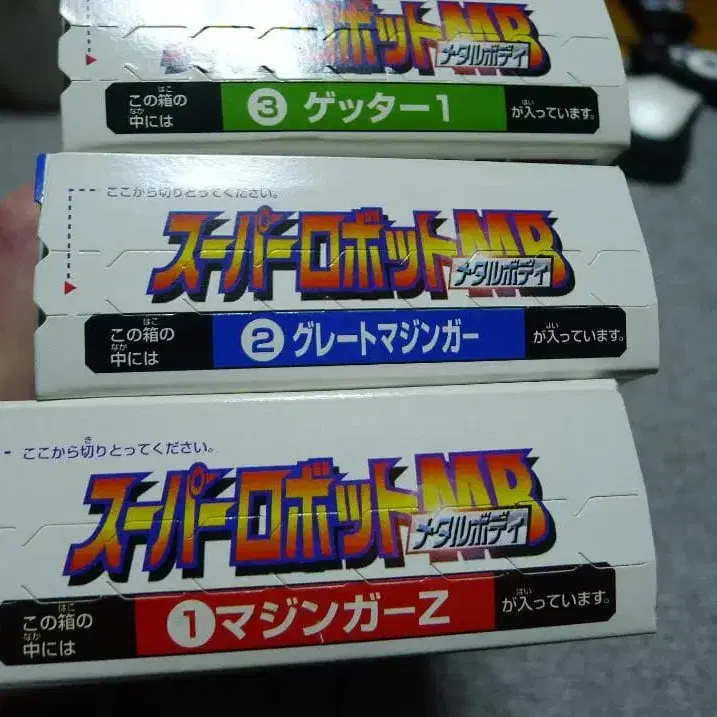 スーパーロボットMB
メタルボディ
この箱の中には
③ ゲッター1
が入っています。
ここから切りとってください。
スーパーロボットMB
メタルボディ
この箱の中には
② グレートマジンガー
が入っています。
ここから切りとってください。
スーパーロボットMB
メタルボディ
この箱の中には
① マジンガーZ
が入っています。